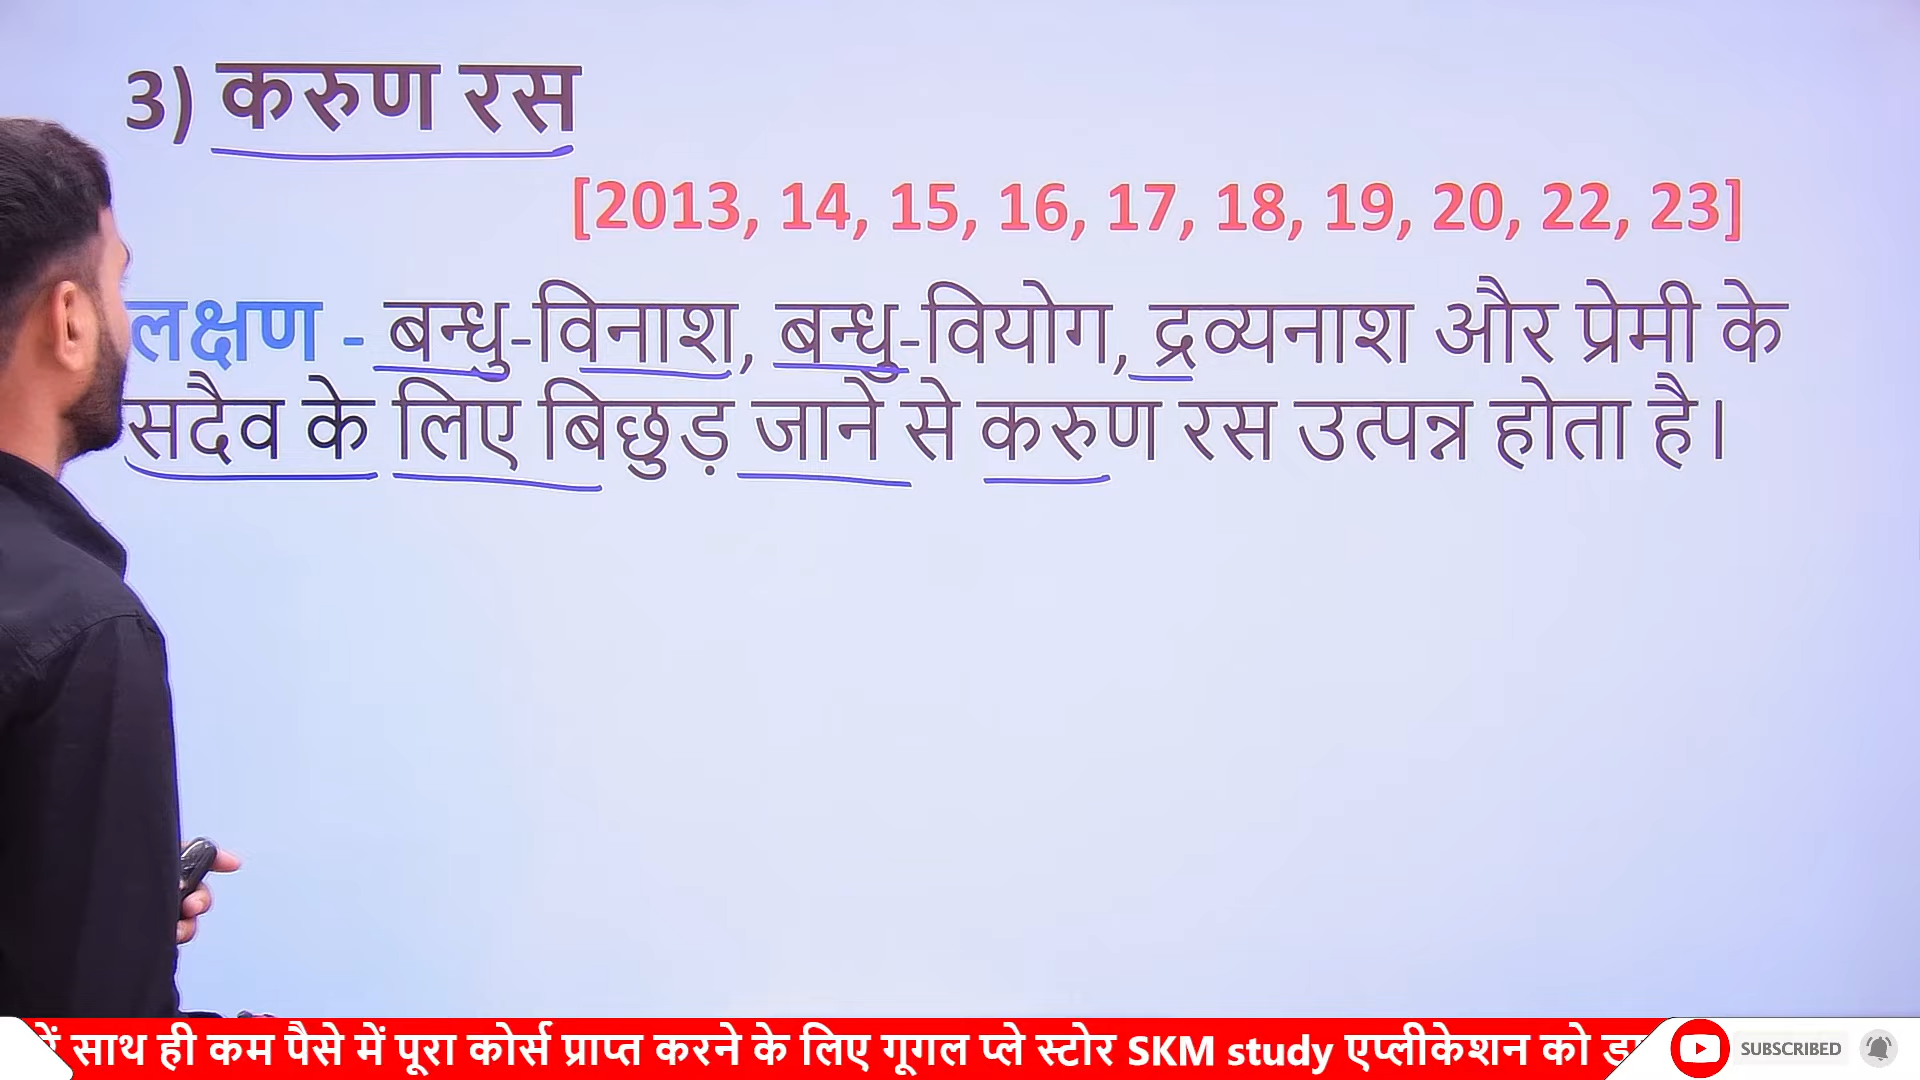 3) करुण रस
[2013, 14, 15, 16, 17, 18, 19, 20, 22, 23]
लक्षण - बन्धु-विनाश, बन्धु-वियोग, द्रव्यनाश और प्रेमी के
सदैव के लिए बिछुड़ जाने से करुण रस उत्पन्न होता है।
साथ ही कम पैसे में पूरा कोर्स प्राप्त करने के लिए गूगल प्ले स्टोर SKM study एप्लीकेशन को
SUBSCRIBED